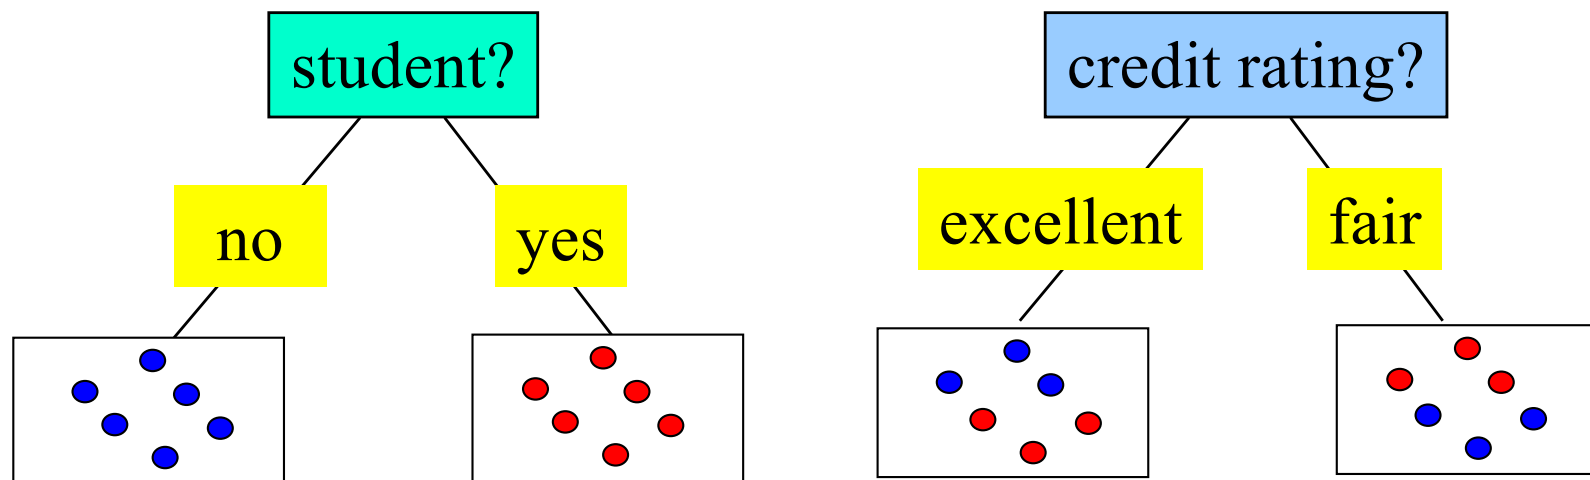 student?
credit rating?
no
yes
excellent
fair